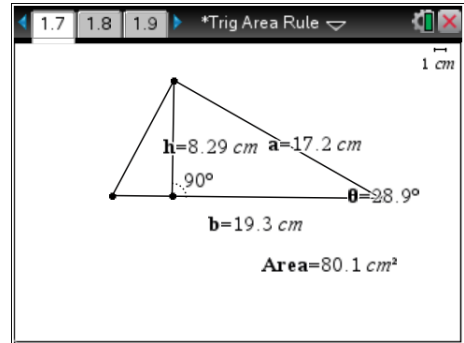 1.7 1.8 1.9 *Trig Area Rule
1 cm
h=8.29 cm a=17.2 cm
90°
θ=28.9°
b=19.3 cm
Area=80.1 cm²